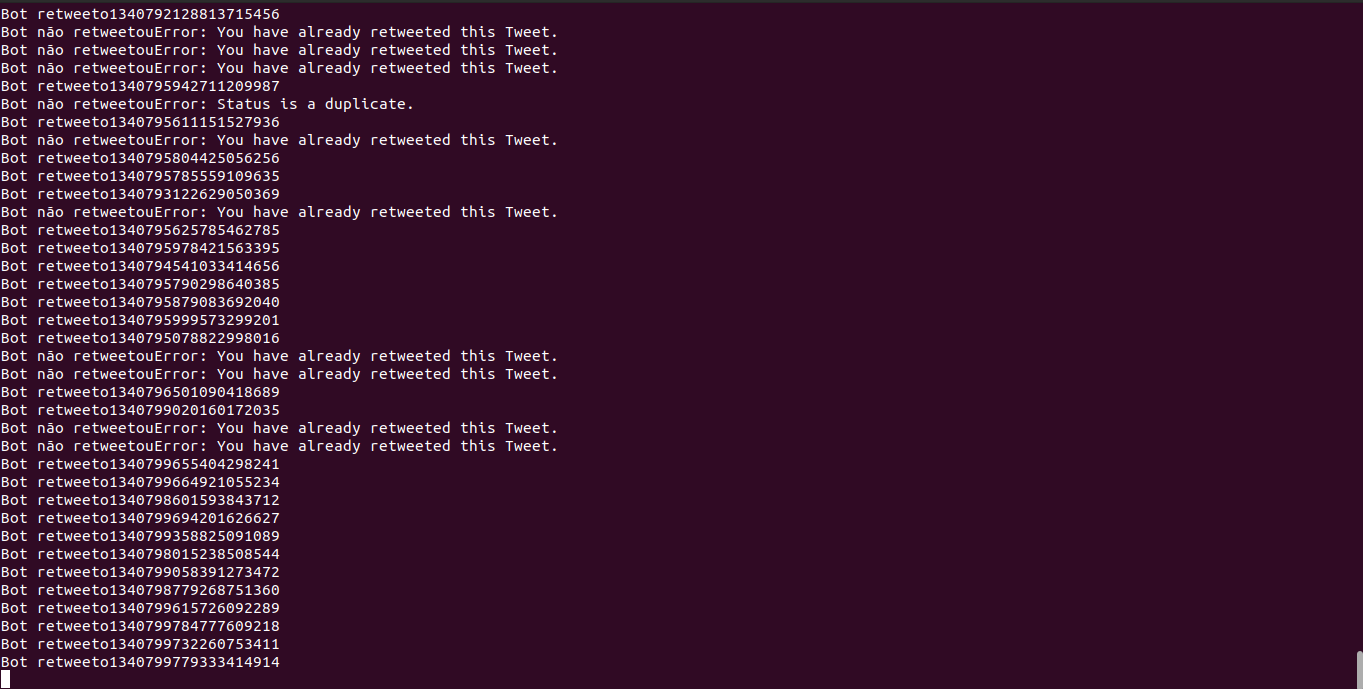 Bot retweeto1340792128813715456
Bot não retweetouError: You have already retweeted this Tweet.
Bot não retweetouError: You have already retweeted this Tweet.
Bot não retweetouError: You have already retweeted this Tweet.
Bot retweeto1340795942711209987
Bot não retweetouError: Status is a duplicate.
Bot retweeto1340795611151527936
Bot não retweetouError: You have already retweeted this Tweet.
Bot retweeto1340795804425056256
Bot retweeto1340795785559109635
Bot retweeto1340793122629050369
Bot não retweetouError: You have already retweeted this Tweet.
Bot retweeto1340795625785462785
Bot retweeto1340795978421563395
Bot retweeto1340794541033414656
Bot retweeto1340795790298640385
Bot retweeto1340795879083692040
Bot retweeto1340795999573299201
Bot retweeto1340795078822998016
Bot não retweetouError: You have already retweeted this Tweet.
Bot não retweetouError: You have already retweeted this Tweet.
Bot retweeto1340796501090418689
Bot retweeto1340799020160172035
Bot não retweetouError: You have already retweeted this Tweet.
Bot não retweetouError: You have already retweeted this Tweet.
Bot retweeto1340799655404298241
Bot retweeto1340799664921055234
Bot retweeto1340798601593843712
Bot retweeto1340799694201626627
Bot retweeto1340799358825091089
Bot retweeto1340798015238508544
Bot retweeto1340799058391273472
Bot retweeto1340798779268751360
Bot retweeto1340799615726092289
Bot retweeto1340799784777609218
Bot retweeto1340799732260753411
Bot retweeto1340799779333414914